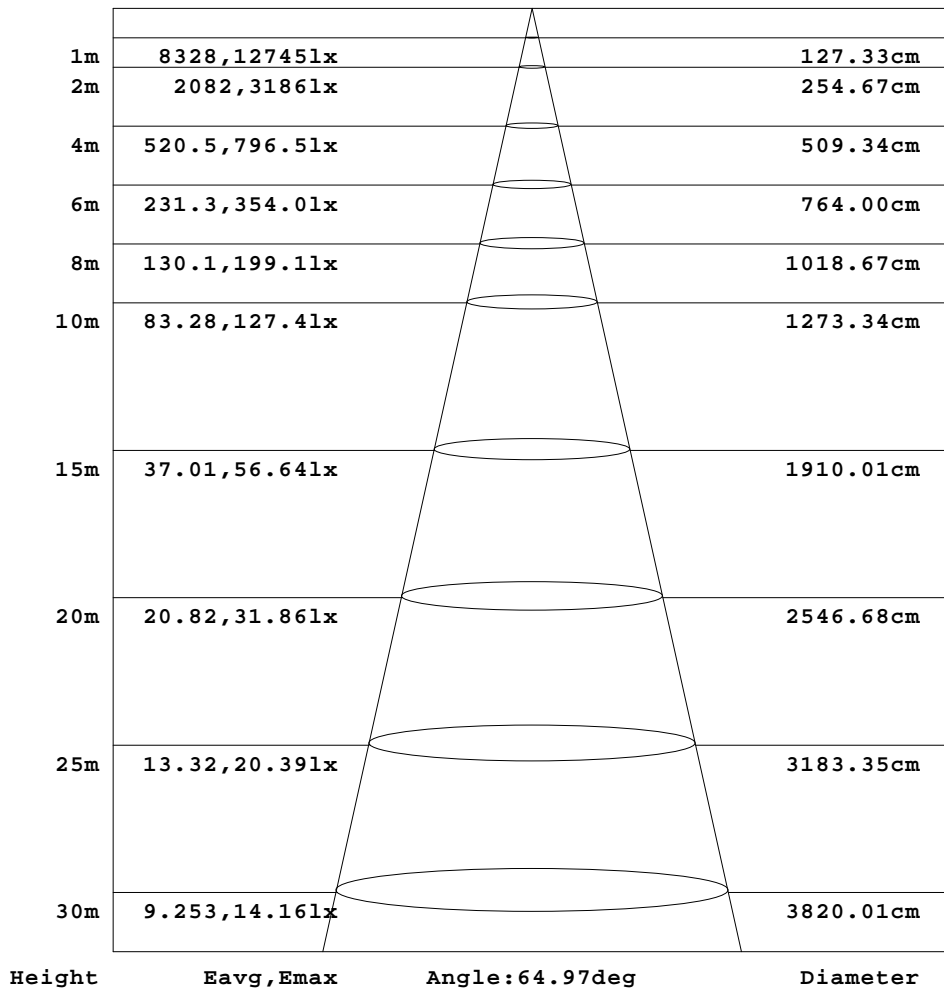 1m 8328,12745lx 127.33cm
2m 2082,3186lx 254.67cm
4m 520.5,796.5lx 509.34cm
6m 231.3,354.0lx 764.00cm
8m 130.1,199.1lx 1018.67cm
10m 83.28,127.4lx 1273.34cm
15m 37.01,56.64lx 1910.01cm
20m 20.82,31.86lx 2546.68cm
25m 13.32,20.39lx 3183.35cm
30m 9.253,14.16lx 3820.01cm
Height Eavg,Emax Angle:64.97deg Diameter